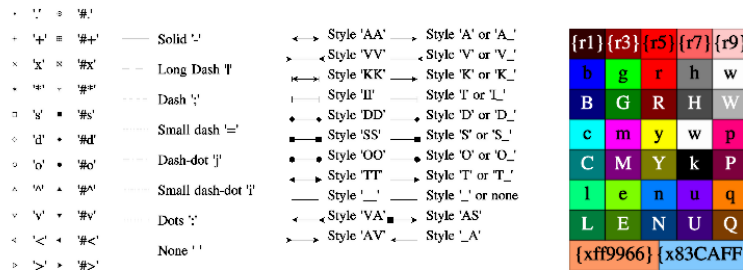 '.' '#.'
'+' '#+'
'x' '#x'
'*' '#*'
's' '#s'
'd' '#d'
'o' '#o'
'^' '#^'
'v' '#v'
'<' '#<'
'>' '#>'
Solid '-'
Long Dash '|'
Dash ';'
Small dash '='
Dash-dot 'j'
Small dash-dot 'i'
Dots ':'
None ' '
Style 'AA' Style 'A' or 'A_'
Style 'VV' Style 'V' or 'V_'
Style 'KK' Style 'K' or 'K_'
Style 'II' Style 'I' or 'I_'
Style 'DD' Style 'D' or 'D_'
Style 'SS' Style 'S' or 'S_'
Style 'OO' Style 'O' or 'O_'
Style 'TT' Style 'T' or 'T_'
Style '__' Style '_' or none
Style 'VA' Style 'AS'
Style 'AV' Style '_A'
{r1} {r3} {r5} {r7} {r9}
b g r h w
B G R H W
c m y w p
C M Y k P
l e n u q
L E N U Q
{xff9966} {x83CAFF}